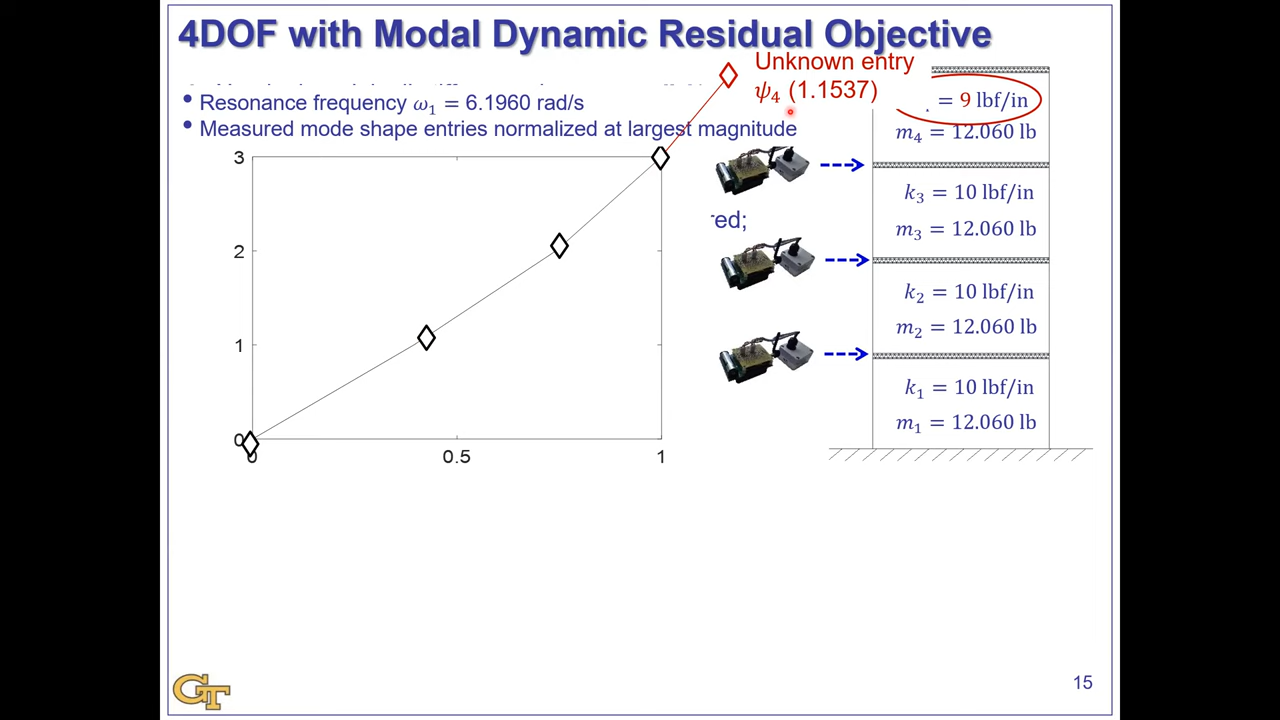 4DOF with Modal Dynamic Residual Objective
Unknown entry
ψ₄ (1.1537)
• Resonance frequency ω₁ = 6.1960 rad/s
• Measured mode shape entries normalized at largest magnitude
= 9 lbf/in
m₄ = 12.060 lb
3
k₃ = 10 lbf/in
red;
m₃ = 12.060 lb
2
k₂ = 10 lbf/in
m₂ = 12.060 lb
1
k₁ = 10 lbf/in
m₁ = 12.060 lb
0
0 0.5 1
GT
15